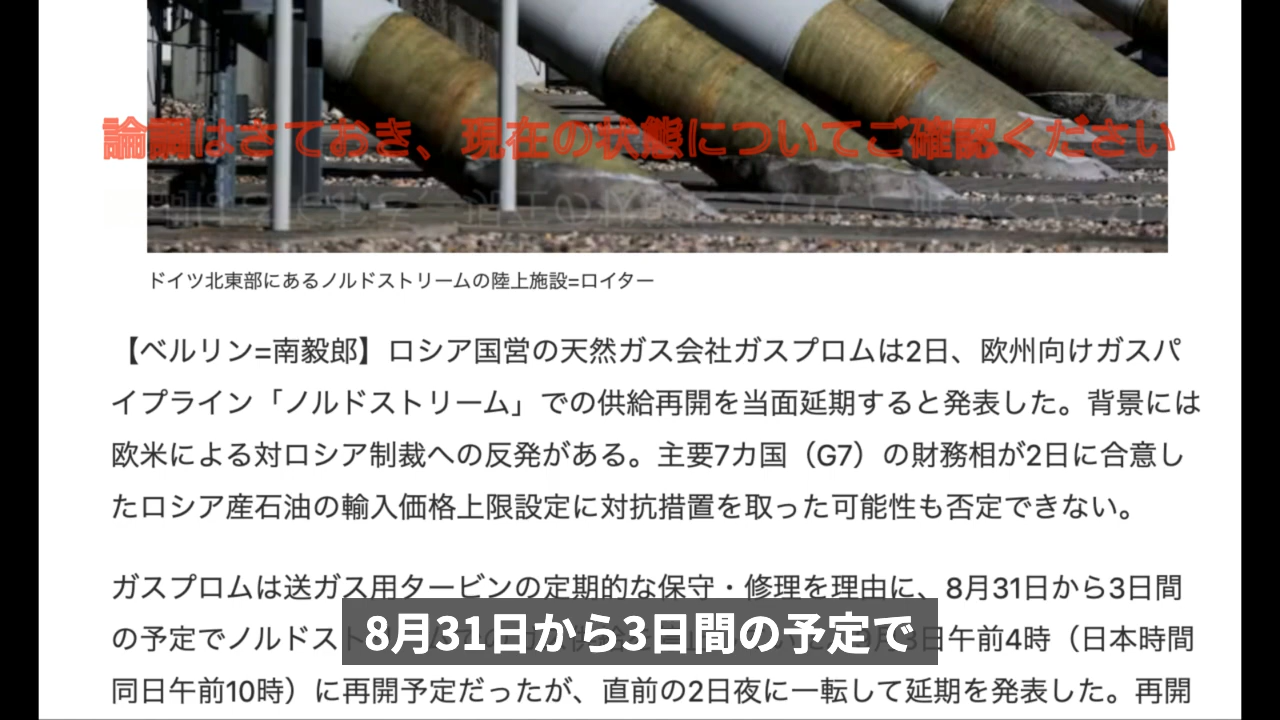 論調はさておき、現在の状態についてご確認ください
ドイツ北東部にあるノルドストリームの陸上施設=ロイター
【ベルリン=南毅郎】ロシア国営の天然ガス会社ガスプロムは2日、欧州向けガスパ
イプライン「ノルドストリーム」での供給再開を当面延期すると発表した。背景には
欧米による対ロシア制裁への反発がある。主要7カ国（G7）の財務相が2日に合意し
たロシア産石油の輸入価格上限設定に対抗措置を取った可能性も否定できない。
ガスプロムは送ガス用タービンの定期的な保守・修理を理由に、8月31日から3日間
の予定でノルドスト
日午前4時（日本時間
8月31日から3日間の予定で
同日午前10時）に再開予定だったが、直前の2日夜に一転して延期を発表した。再開